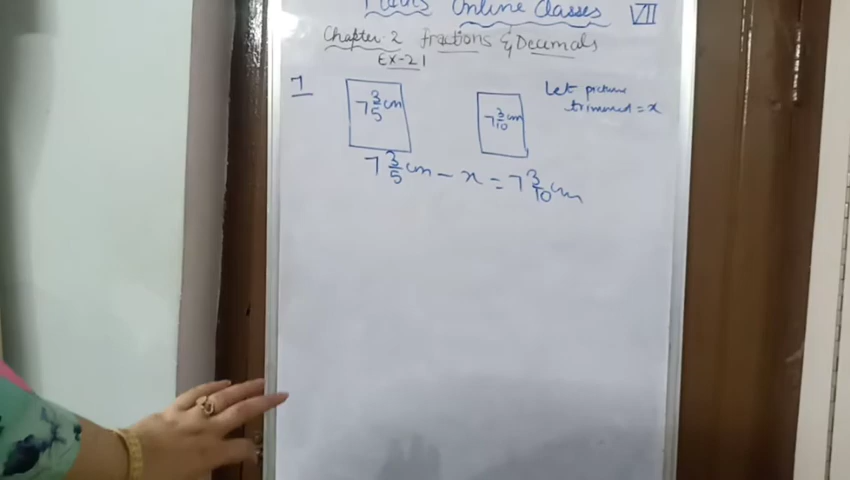 Maths Online Classes VII
Chapter-2 Fractions & Decimals
EX-2.1
7
7 3/5 cm
7 3/10 cm
Let picture
trimmed = x
7 3/5 cm - x = 7 3/10 cm